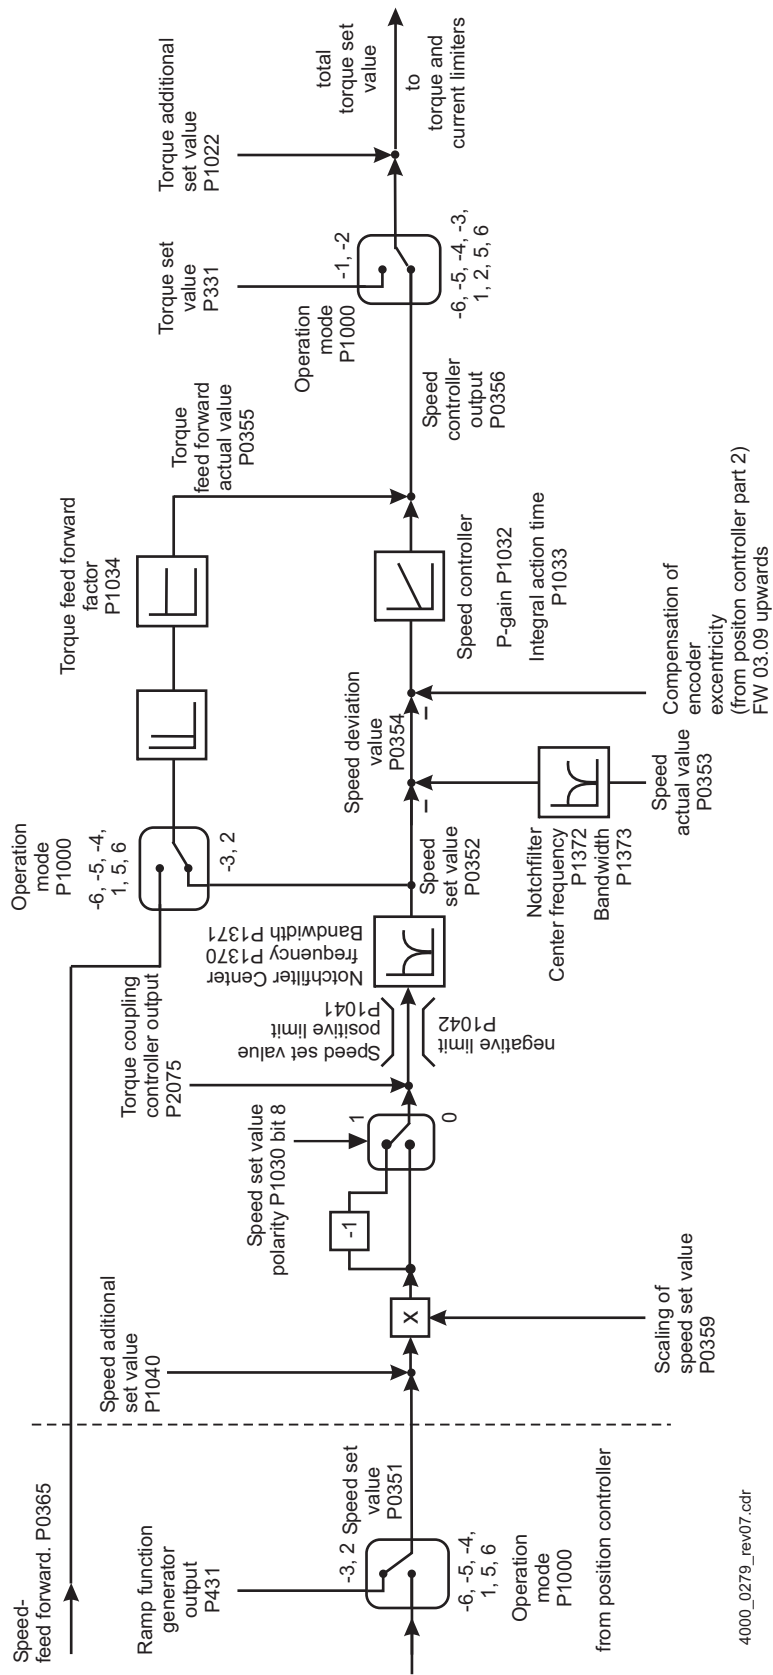 Speed-
feed forward. P0365
Ramp function
generator
output
P431
-3, 2
Speed set
value
P0351
-6, -5, -4,
1, 5, 6
Operation
mode
P1000
from position controller
4000_0279_rev07.cdr
Speed aditional
set value
P1040
X
Scaling of
speed set value
P0359
-1
Speed set value
polarity P1030 bit 8
1
0
Torque coupling
controller output
P2075
Speed set value
positive limit
P1041
negative limit
P1042
Notchfilter Center
frequency P1370
Bandwidth P1371
Operation
mode
P1000
-6, -5, -4,
1, 5, 6
-3, 2
Speed
set value
P0352
Notchfilter
Center frequency
P1372
Bandwidth
P1373
Speed
actual value
P0353
Speed deviation
value
P0354
–
–
Compensation of
encoder
excentricity
(from positon controller part 2)
FW 03.09 upwards
Torque feed forward
factor
P1034
Speed controller
P-gain P1032
Integral action time
P1033
Torque
feed forward
actual value
P0355
Speed
controller
output
P0356
Torque set
value
P331
Operation
mode
P1000
-1, -2
-6, -5, -4, -3,
1, 2, 5, 6
Torque additional
set value
P1022
total
torque set
value
to
torque and
current limiters